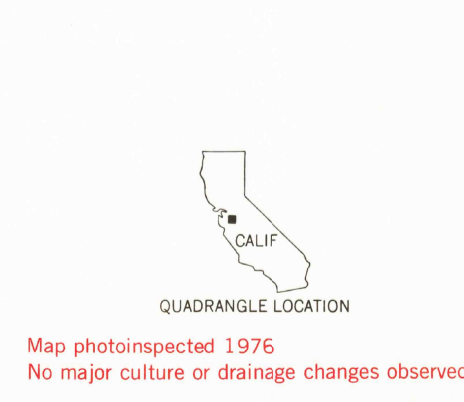 CALIF
QUADRANGLE LOCATION
Map photoinspected 1976
No major culture or drainage changes observed